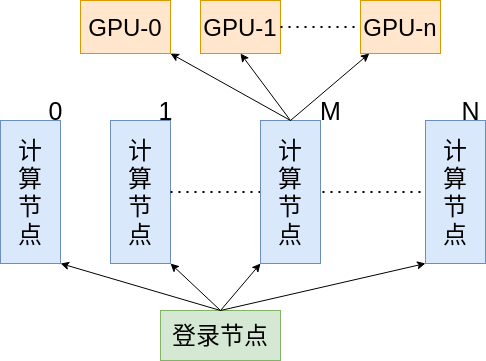 GPU-0 GPU-1 GPU-n
0 1 M N
计 计 计 计
算 算 算 算
节 节 节 节
点 点 点 点
登录节点